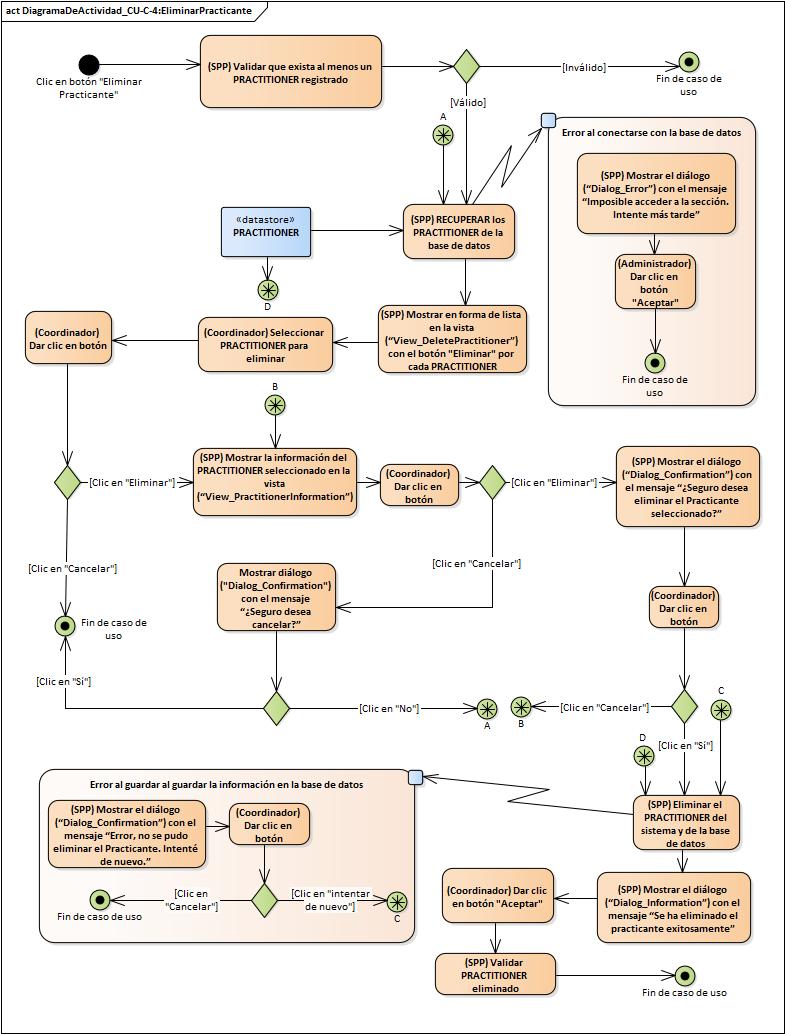 act DiagramaDeActividad_CU-C-4:EliminarPracticante
Clic en botón "Eliminar
Practicante"
(SPP) Validar que exista al menos un
PRACTITIONER registrado
[Inválido]
Fin de caso de
uso
[Válido]
A
Error al conectarse con la base de datos
(SPP) Mostrar el diálogo
(“Dialog_Error”) con el mensaje
“Imposible acceder a la sección.
Intente más tarde”
(Administrador)
Dar clic en
botón
"Aceptar"
Fin de caso de
uso
«datastore»
PRACTITIONER
D
(SPP) RECUPERAR los
PRACTITIONER de la
base de datos
(SPP) Mostrar en forma de lista
en la vista
(“View_DeletePractitioner”)
con el botón "Eliminar" por
cada PRACTITIONER
(Coordinador) Seleccionar
PRACTITIONER para
eliminar
(Coordinador)
Dar clic en botón
B
[Clic en "Eliminar"]
(SPP) Mostrar la información del
PRACTITIONER seleccionado en la
vista
(“View_PractitionerInformation”)
(Coordinador)
Dar clic en
botón
[Clic en "Eliminar"]
(SPP) Mostrar el diálogo
(“Dialog_Confirmation”) con
el mensaje “¿Seguro desea
eliminar el Practicante
seleccionado?”
[Clic en "Cancelar"]
[Clic en "Cancelar"]
Mostrar diálogo
("Dialog_Confirmation")
con el mensaje
“¿Seguro desea
cancelar?”
(Coordinador)
Dar clic en
botón
Fin de caso de
uso
[Clic en "Sí"]
[Clic en "No"]
A
B
[Clic en "Cancelar"]
C
D
[Clic en "Sí"]
Error al guardar al guardar la información en la base de datos
(SPP) Mostrar el diálogo
(“Dialog_Confirmation”) con el
mensaje “Error, no se pudo
eliminar el Practicante. Intenté
de nuevo.”
(Coordinador)
Dar clic en
botón
[Clic en
"Cancelar"]
[Clic en "intentar
de nuevo"]
Fin de caso de uso
C
(SPP) Eliminar el
PRACTITIONER del
sistema y de la base
de datos
(SPP) Mostrar el diálogo
(“Dialog_Information”) con el
mensaje “Se ha eliminado el
practicante exitosamente”
(Coordinador) Dar clic
en botón "Aceptar"
(SPP) Validar
PRACTITIONER
eliminado
Fin de caso de uso